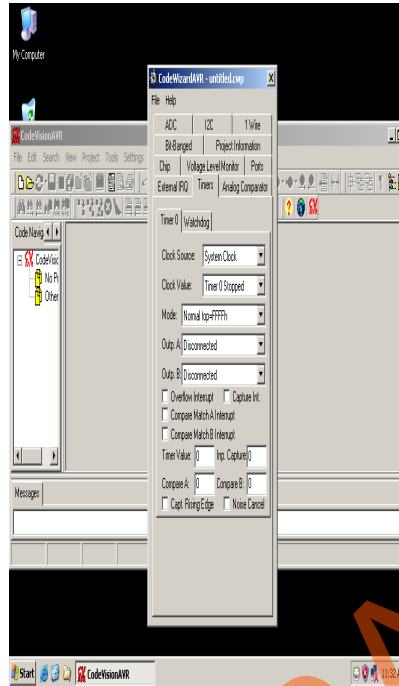 My Computer
CodeWizardAVR - untitled.cwp
File Help
ADC I2C 1 Wire
Bit-Banged Project Information
Chip Voltage Level Monitor Ports
External IRQ Timers Analog Comparator
Timer 0 Watchdog
Clock Source: System Clock
Clock Value: Timer 0 Stopped
Mode: Normal top=FFFFh
Outp. A: Disconnected
Outp. B: Disconnected
Overflow Interrupt Capture Int.
Compare Match A Interrupt
Compare Match B Interrupt
Timer Value: 0 Inp. Capture: 0
Compare A: 0 Compare B: 0
Capt. Rising Edge Noise Cancel
CodeVisionAVR
File Edit Search View Project Tools Settings
Code Navig
CodeVisic
No Pr
Other
Messages
Start CodeVisionAVR 11:32 A